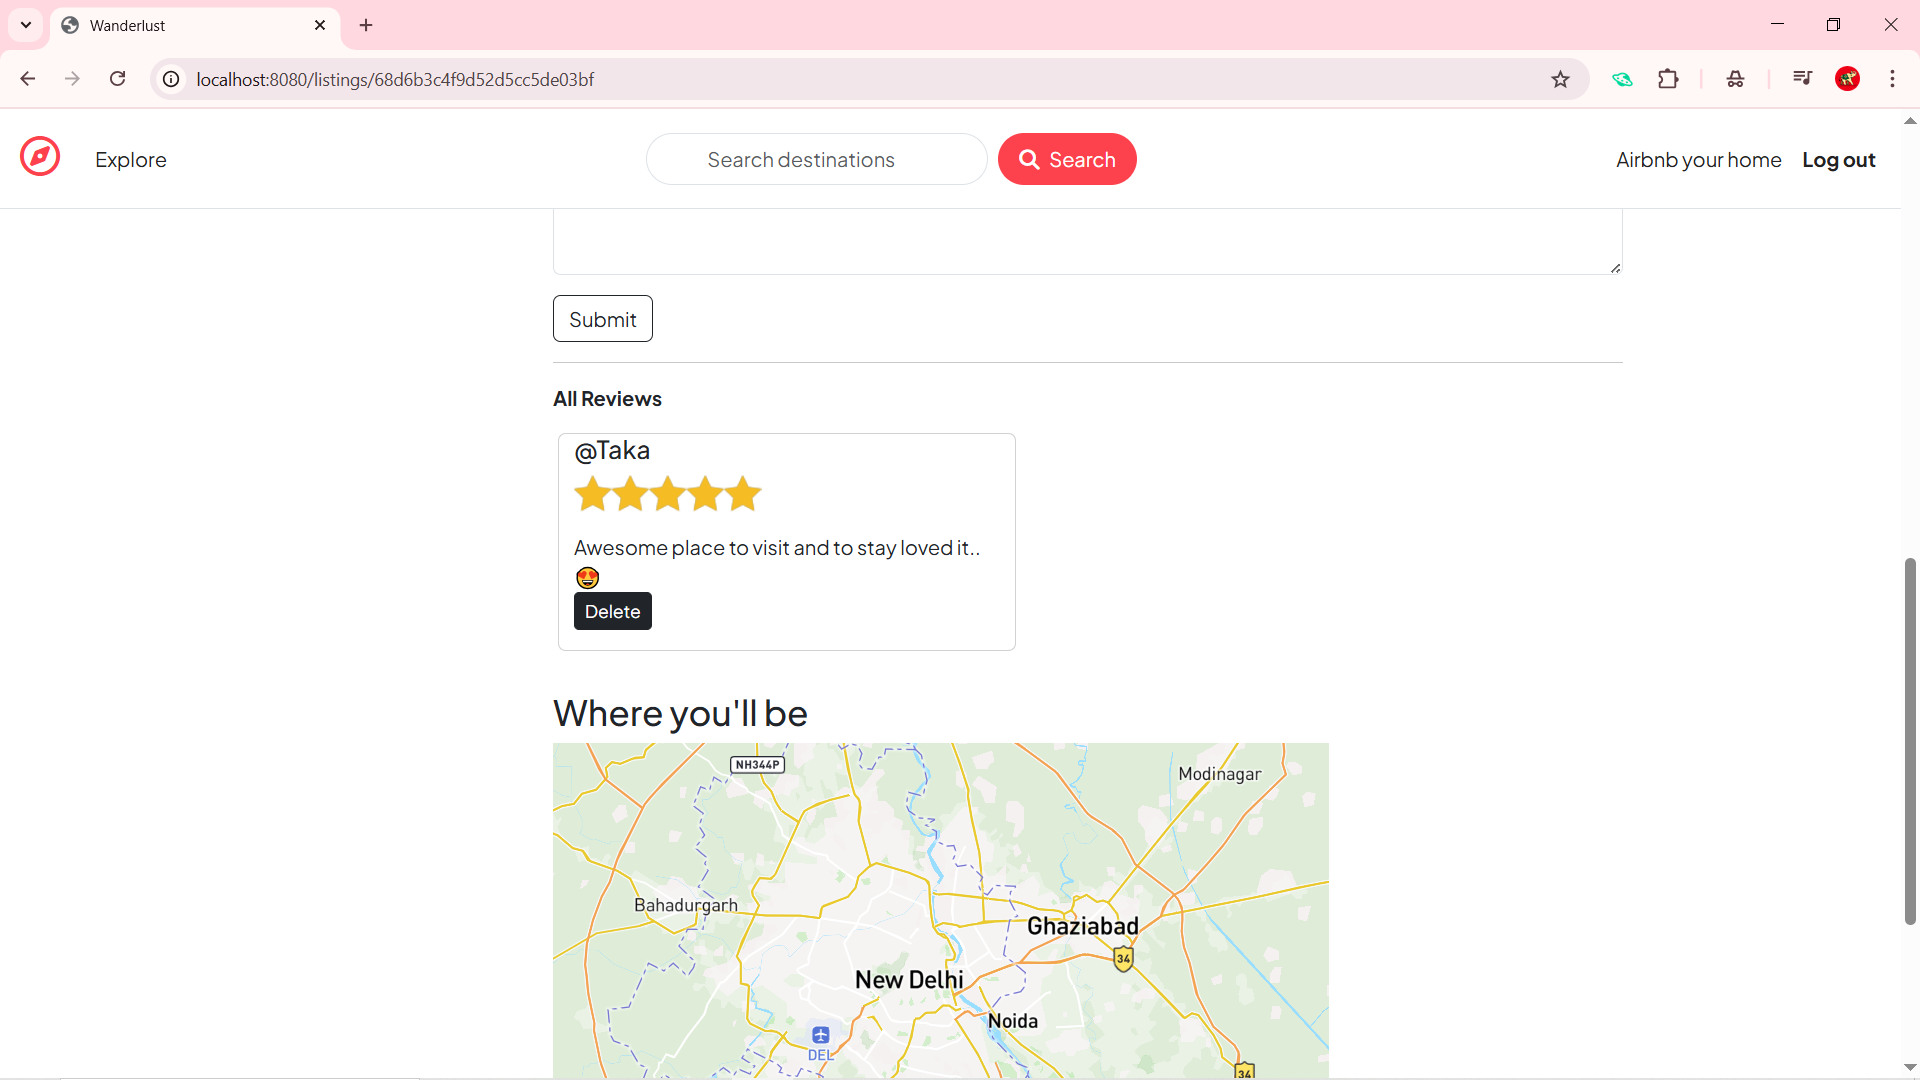 Wanderlust
localhost:8080/listings/68d6b3c4f9d52d5cc5de03bf
Explore
Search destinations
Search
Airbnb your home
Log out
Submit
All Reviews
@Taka
Awesome place to visit and to stay loved it..
😍
Delete
Where you'll be
NH344P
Modinagar
Bahadurgarh
Ghaziabad
34
New Delhi
Noida
DEL
34